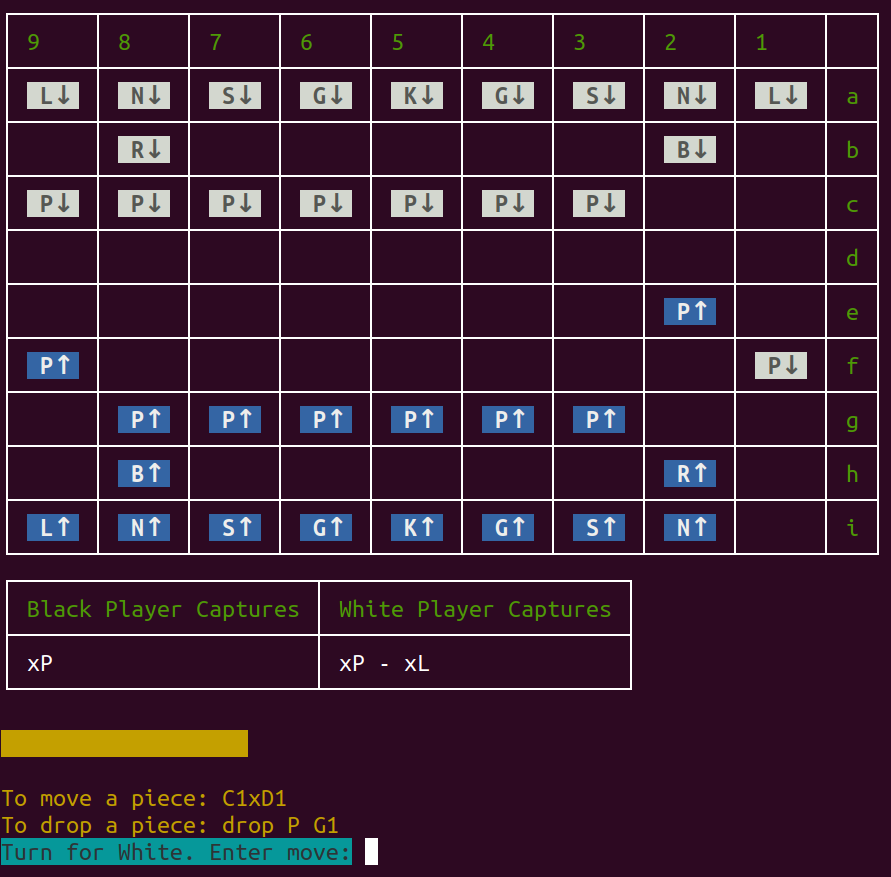 9 8 7 6 5 4 3 2 1
L↓ N↓ S↓ G↓ K↓ G↓ S↓ N↓ L↓ a
R↓ B↓ b
P↓ P↓ P↓ P↓ P↓ P↓ P↓ c
d
P↑ e
P↑ P↓ f
P↑ P↑ P↑ P↑ P↑ P↑ g
B↑ R↑ h
L↑ N↑ S↑ G↑ K↑ G↑ S↑ N↑ i
Black Player Captures White Player Captures
xP xP - xL
To move a piece: C1xD1
To drop a piece: drop P G1
Turn for White. Enter move: